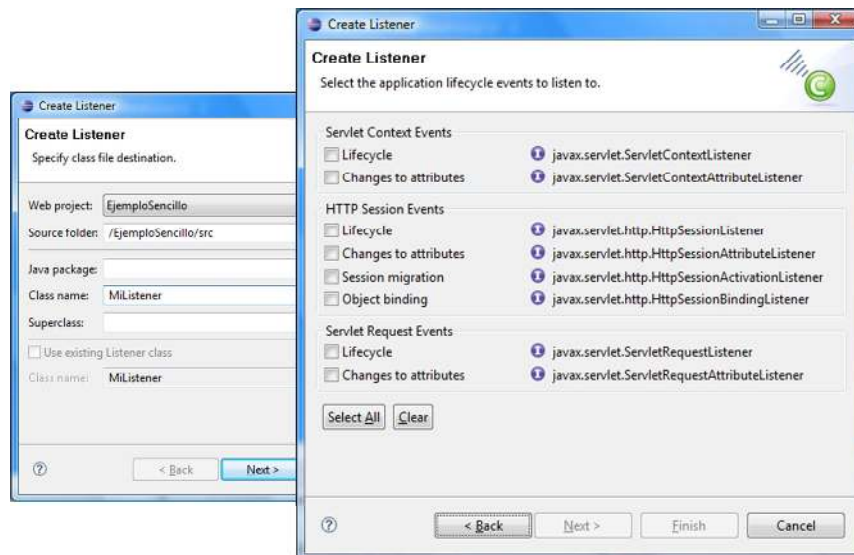 Create Listener
Create Listener
Specify class file destination.
Web project: EjemploSencillo
Source folder: /EjemploSencillo/src
Java package:
Class name: MiListener
Superclass:
Use existing Listener class
Class name: MiListener
< Back Next >
Create Listener
Create Listener
Select the application lifecycle events to listen to.
Servlet Context Events
Lifecycle javax.servlet.ServletContextListener
Changes to attributes javax.servlet.ServletContextAttributeListener
HTTP Session Events
Lifecycle javax.servlet.http.HttpSessionListener
Changes to attributes javax.servlet.http.HttpSessionAttributeListener
Session migration javax.servlet.http.HttpSessionActivationListener
Object binding javax.servlet.http.HttpSessionBindingListener
Servlet Request Events
Lifecycle javax.servlet.ServletRequestListener
Changes to attributes javax.servlet.ServletRequestAttributeListener
Select All Clear
< Back Next > Finish Cancel